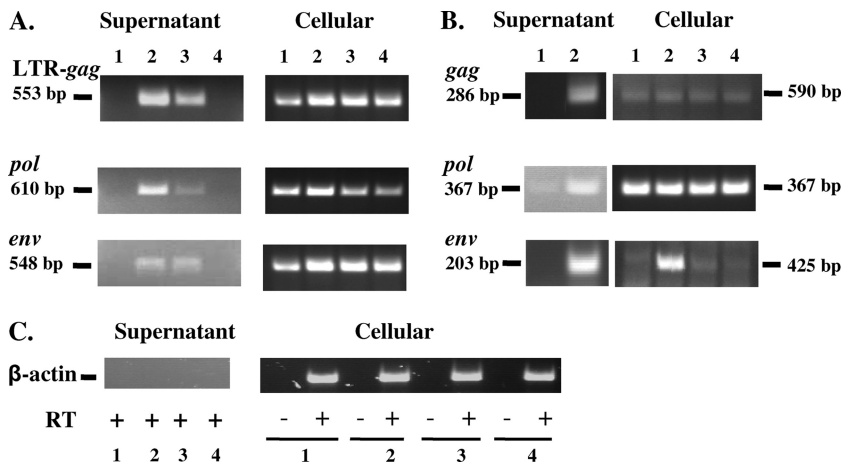 A. Supernatant Cellular
1 2 3 4 1 2 3 4
LTR-gag
553 bp
pol
610 bp
env
548 bp
B. Supernatant Cellular
1 2 1 2 3 4
gag
286 bp 590 bp
pol
367 bp 367 bp
env
203 bp 425 bp
C. Supernatant Cellular
β-actin
RT + + + + - + - + - + - +
1 2 3 4 1 2 3 4